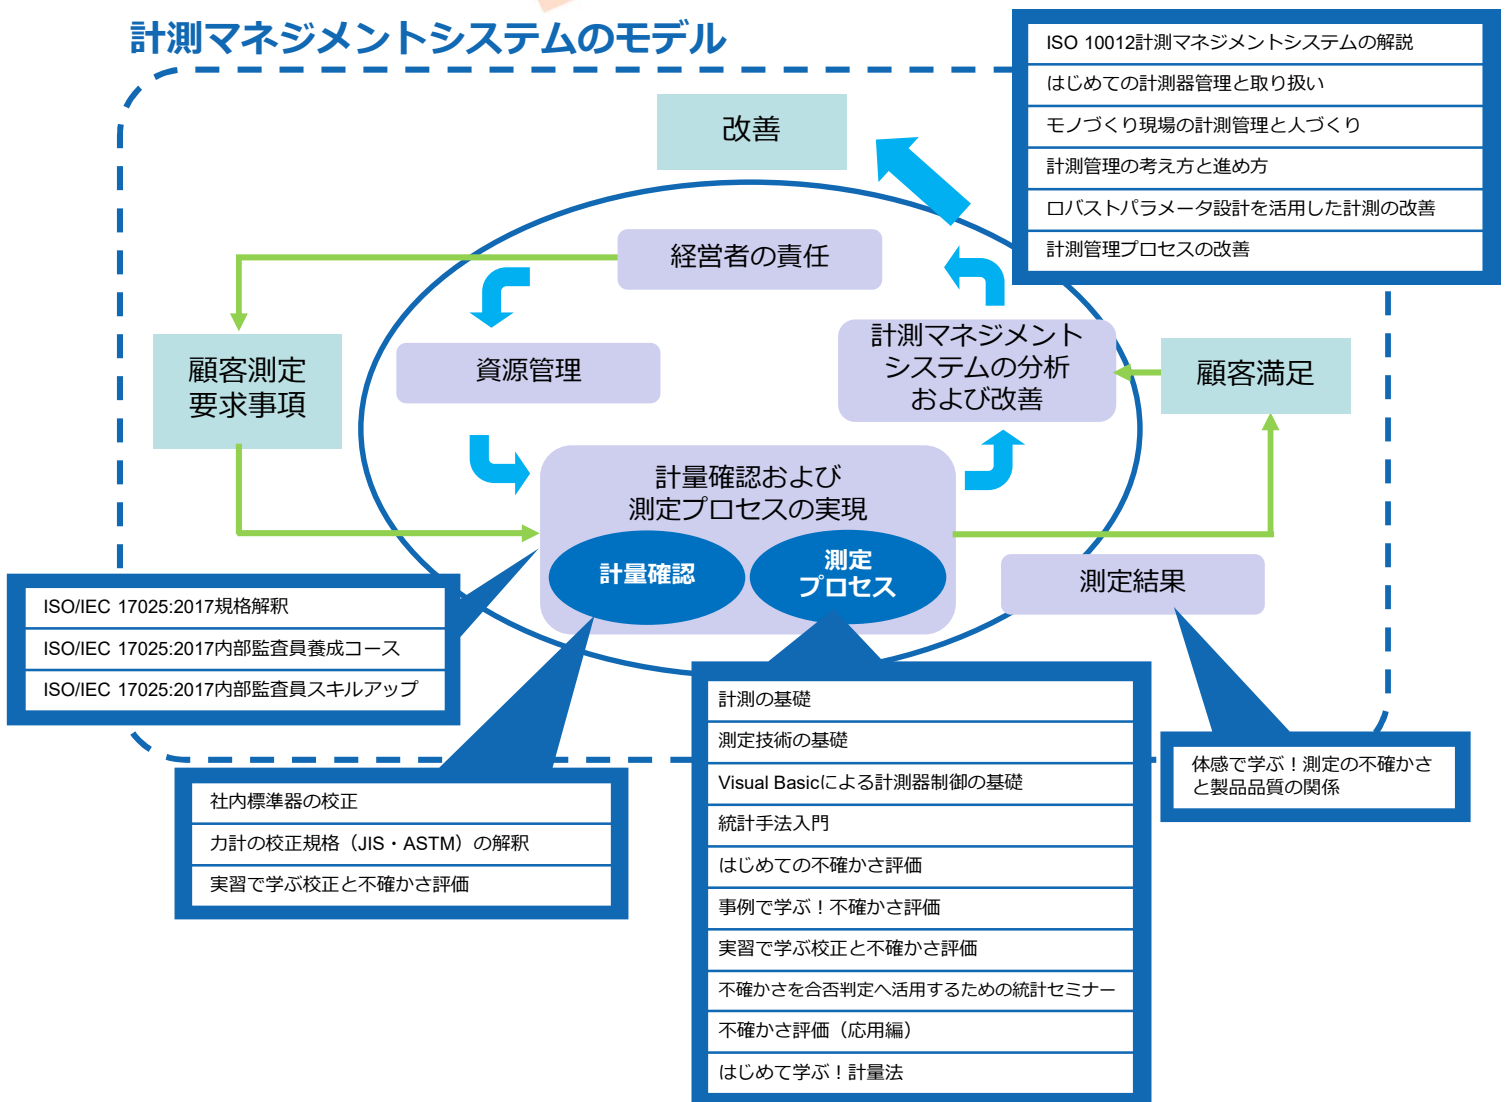 計測マネジメントシステムのモデル
ISO 10012計測マネジメントシステムの解説
はじめての計測器管理と取り扱い
モノづくり現場の計測管理と人づくり
計測管理の考え方と進め方
ロバストパラメータ設計を活用した計測の改善
計測管理プロセスの改善
改善
経営者の責任
顧客測定
要求事項
資源管理
計測マネジメント
システムの分析
および改善
顧客満足
計量確認および
測定プロセスの実現
計量確認
測定
プロセス
測定結果
ISO/IEC 17025:2017規格解釈
ISO/IEC 17025:2017内部監査員養成コース
ISO/IEC 17025:2017内部監査員スキルアップ
社内標準器の校正
力計の校正規格（JIS・ASTM）の解釈
実習で学ぶ校正と不確かさ評価
計測の基礎
測定技術の基礎
Visual Basicによる計測器制御の基礎
統計手法入門
はじめての不確かさ評価
事例で学ぶ！不確かさ評価
実習で学ぶ校正と不確かさ評価
不確かさを合否判定へ活用するための統計セミナー
不確かさ評価（応用編）
はじめて学ぶ！計量法
体感で学ぶ！測定の不確かさ
と製品品質の関係